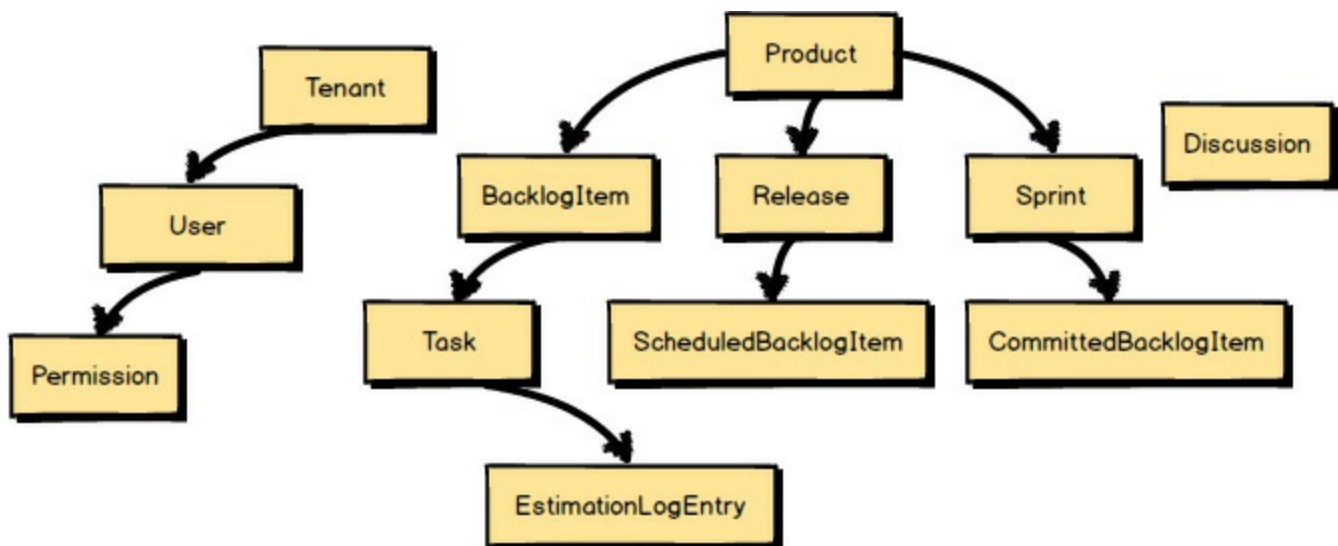 Product
Tenant
Discussion
BacklogItem
Release
Sprint
User
Task
ScheduledBacklogItem
CommittedBacklogItem
Permission
EstimationLogEntry